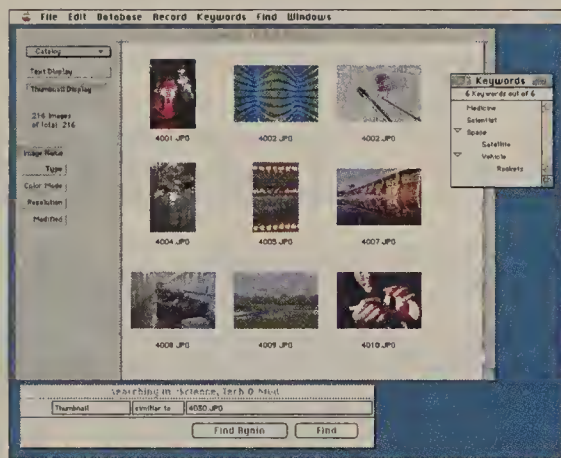 File Edit Database Record Keywords Find Windows
Catalog
Text Display
Thumbnail Display
216 Images
of total 216
Image Name
Type
Color Mode
Resolution
Modified
4001 .JPG
4002 .JPG
4002 .JPG
4004 .JPG
4005 .JPG
4007 .JPG
4008 .JPG
4009 .JPG
4010 .JPG
Keywords
6 Keywords out of 6
Medicine
Scientist
Space
Satellite
Vehicle
Rockets
Searching in "Science, Tech & Med"
Thumbnail
similar to
4030 .JPG
Find Again
Find